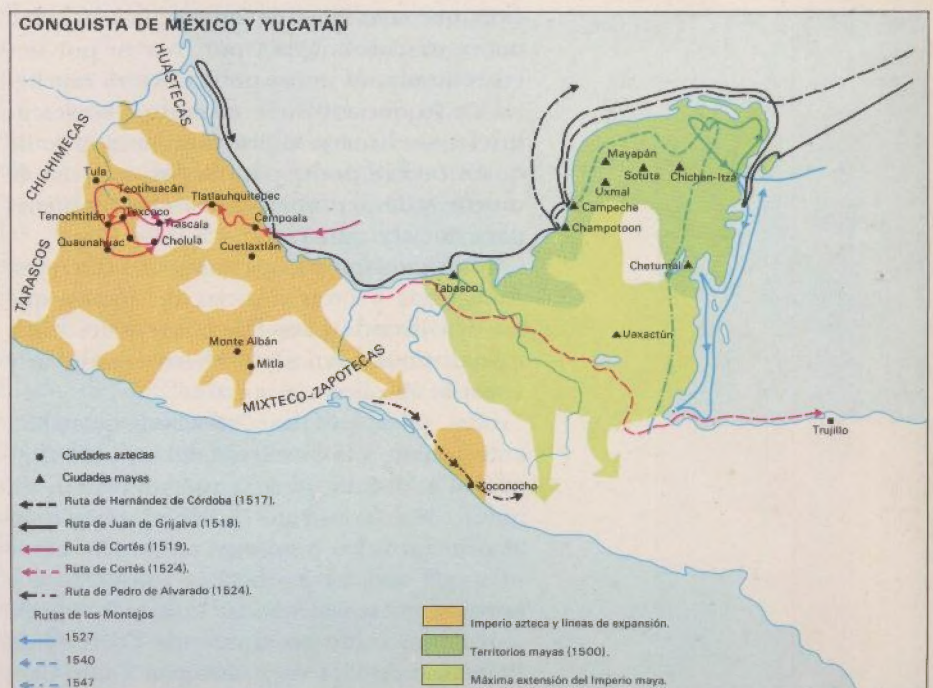 CONQUISTA DE MÉXICO Y YUCATÁN
HUASTECAS
CHICHIMECAS
TARASCOS
MIXTECO-ZAPOTECAS
Tula
Teotihuacán
Tlatlauhquitepec
Tenochtitlán
Texcoco
Tlascala
Campoala
Quaunahuac
Cholula
Cuetlaxtlán
Monte Albán
Mitla
Xoconocho
Mayapán
Sotuta
Chichen-Itzá
Uxmal
Campeche
Champotoon
Chetumal
Tabasco
Uaxactún
Trujillo
Ciudades aztecas
Ciudades mayas
Ruta de Hernández de Córdoba (1517).
Ruta de Juan de Grijalva (1518).
Ruta de Cortés (1519).
Ruta de Cortés (1524).
Ruta de Pedro de Alvarado (1524).
Rutas de los Montejos
1527
1540
1547
Imperio azteca y líneas de expansión.
Territorios mayas (1500).
Máxima extensión del Imperio maya.